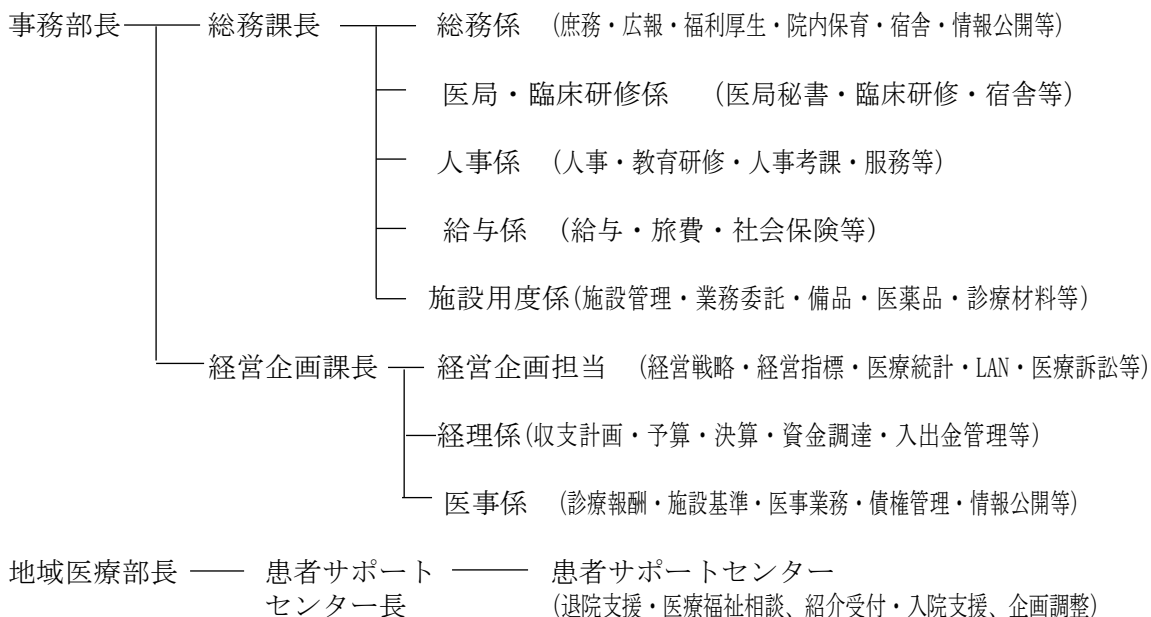 事務部長 総務課長 総務係 (庶務・広報・福利厚生・院内保育・宿舎・情報公開等)
医局・臨床研修係 (医局秘書・臨床研修・宿舎等)
人事係 (人事・教育研修・人事考課・服務等)
給与係 (給与・旅費・社会保険等)
施設用度係(施設管理・業務委託・備品・医薬品・診療材料等)
経営企画課長 経営企画担当 (経営戦略・経営指標・医療統計・LAN・医療訴訟等)
経理係(収支計画・予算・決算・資金調達・入出金管理等)
医事係 (診療報酬・施設基準・医事業務・債権管理・情報公開等)
地域医療部長 患者サポート 患者サポートセンター
センター長 (退院支援・医療福祉相談、紹介受付・入院支援、企画調整)